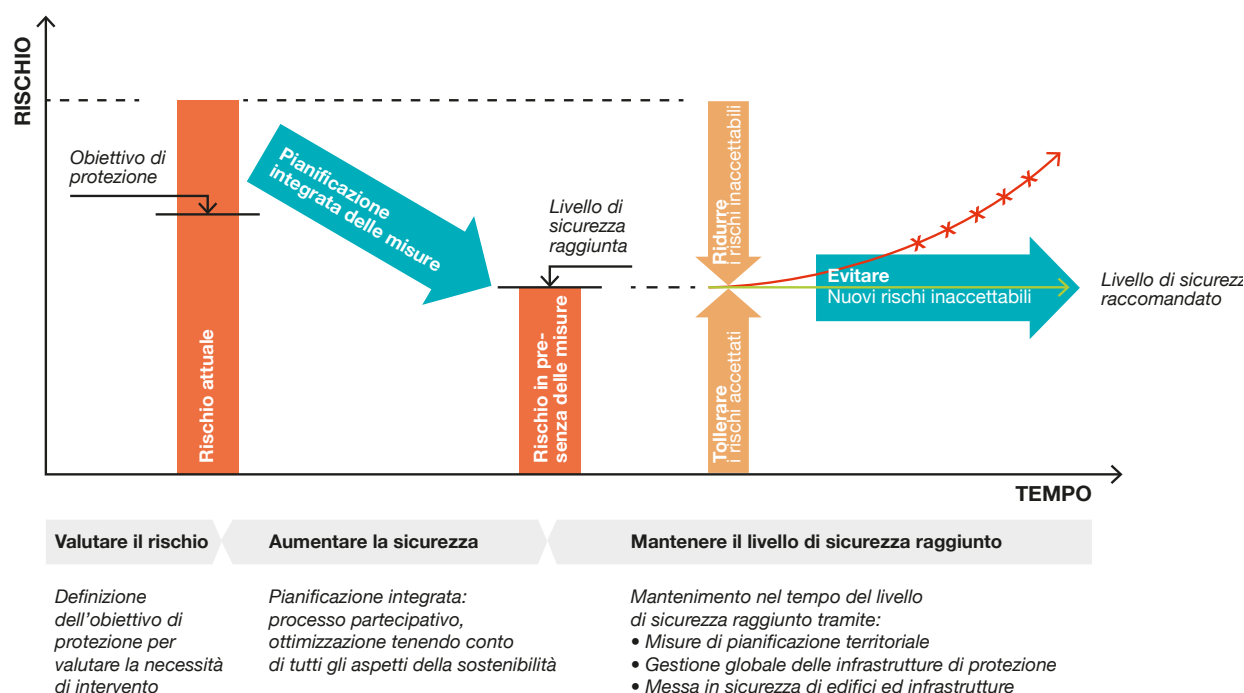 RISCHIO
Obiettivo di
protezione
Rischio attuale
Pianificazione
integrata delle misure
Livello di
sicurezza
raggiunta
Rischio in pre-
senza delle misure
Ridurre
i rischi inaccettabili
Tollerare
i rischi accettati
Evitare
Nuovi rischi inaccettabili
Livello di sicurez
raccomandato
TEMPO
Valutare il rischio
Aumentare la sicurezza
Mantenere il livello di sicurezza raggiunto
Definizione
dell'obiettivo di
protezione per
valutare la necessità
di intervento
Pianificazione integrata:
processo partecipativo,
ottimizzazione tenendo conto
di tutti gli aspetti della sostenibilità
Mantenimento nel tempo del livello
di sicurezza raggiunto tramite:
• Misure di pianificazione territoriale
• Gestione globale delle infrastrutture di protezione
• Messa in sicurezza di edifici ed infrastrutture